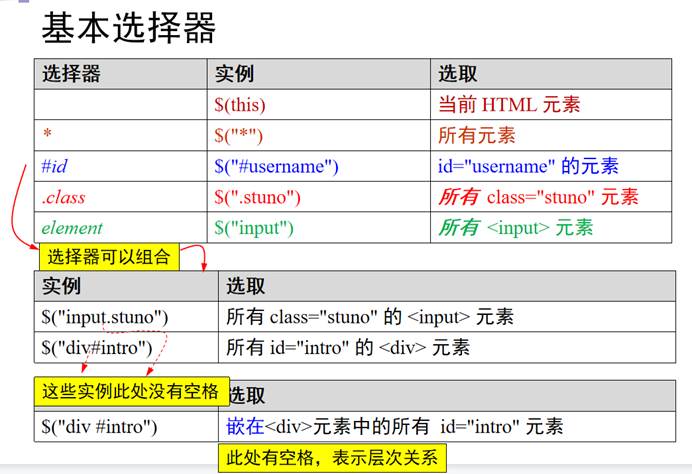 基本选择器
选择器 实例 选取
$(this) 当前 HTML 元素
* $("*") 所有元素
#id $("#username") id="username" 的元素
.class $(".stuno") 所有 class="stuno" 元素
element $("input") 所有 <input> 元素
选择器可以组合
实例 选取
$("input.stuno") 所有 class="stuno" 的 <input> 元素
$("div#intro") 所有 id="intro" 的 <div> 元素
这些实例此处没有空格 选取
$("div #intro") 嵌在<div>元素中的所有 id="intro" 元素
此处有空格，表示层次关系